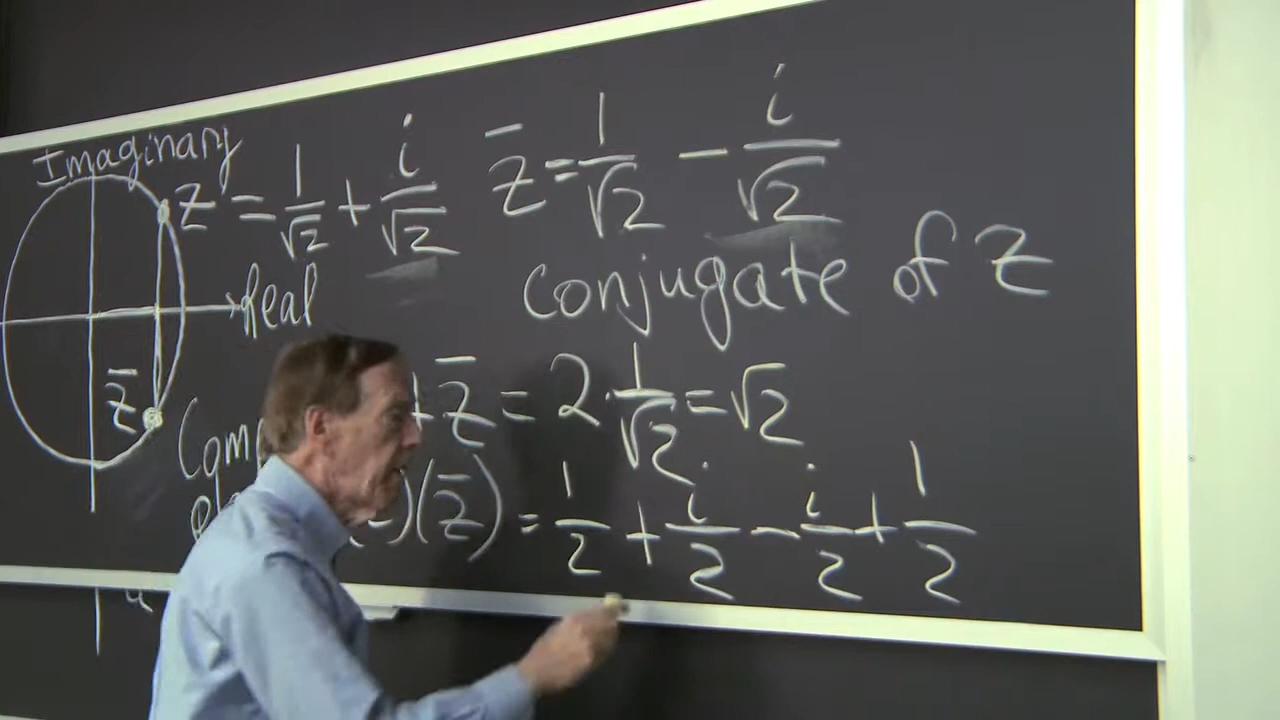 Imaginary
z = 1/√2 + i/√2
z̄ = 1/√2 − i/√2
conjugate of z
Real
z̄
+ z̄ = 2·1/√2 = √2
)(z̄) = 1/2 + i/2 − i/2 + 1/2